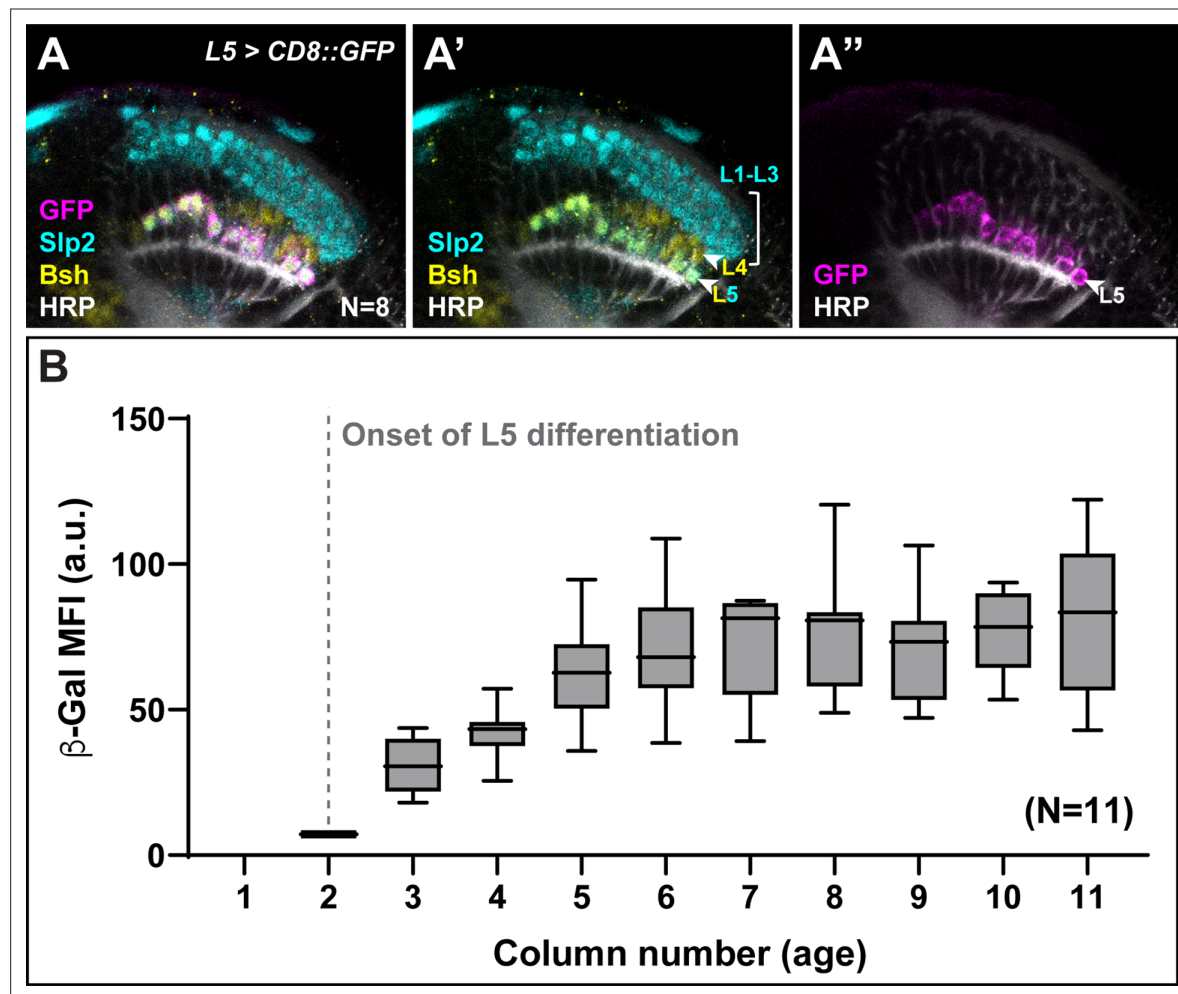 A
L5 > CD8::GFP
GFP
Slp2
Bsh
HRP
N=8
A’
L1-L3
L4
L5
Slp2
Bsh
HRP
A’’
L5
GFP
HRP
B
Onset of L5 differentiation
β-Gal MFI (a.u.)
150
100
50
0
(N=11)
1 2 3 4 5 6 7 8 9 10 11
Column number (age)